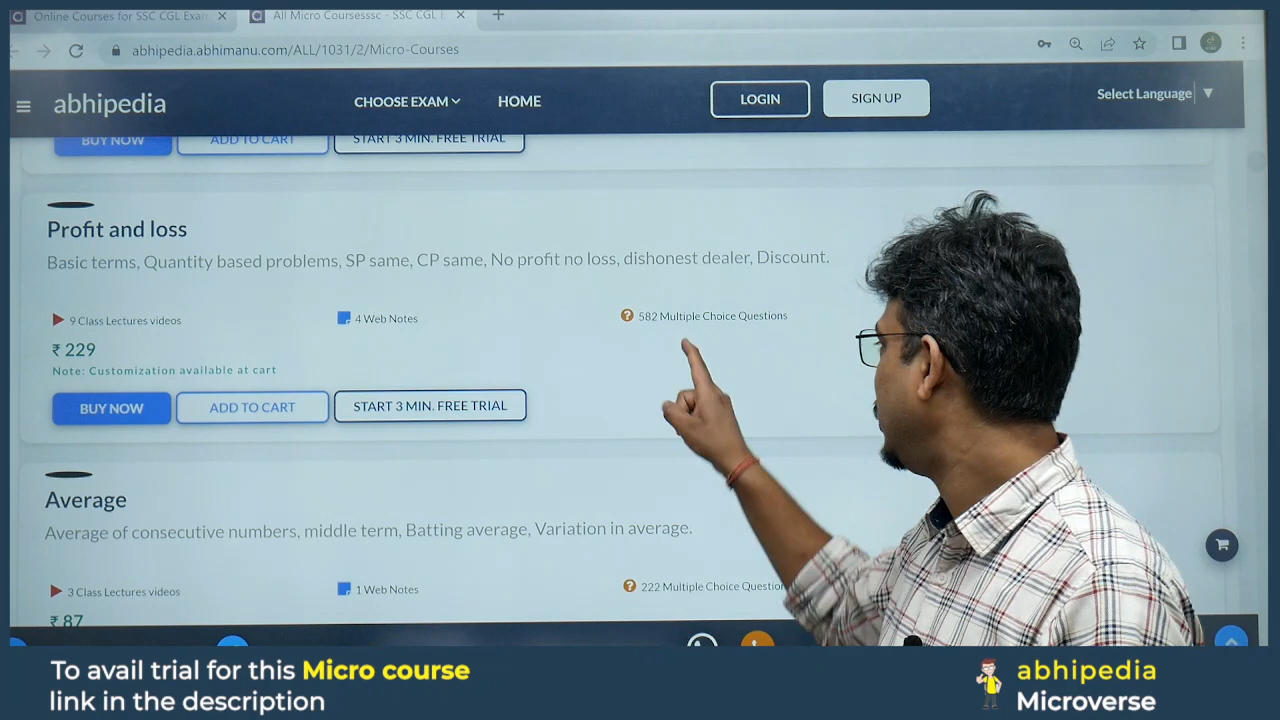 Online Courses for SSC CGL Exam
All Micro Coursesssc - SSC CGL E
abhipedia.abhimanu.com/ALL/1031/2/Micro-Courses
abhipedia
CHOOSE EXAM
HOME
LOGIN
SIGN UP
Select Language
BUY NOW
ADD TO CART
START 3 MIN. FREE TRIAL
Profit and loss
Basic terms, Quantity based problems, SP same, CP same, No profit no loss, dishonest dealer, Discount.
9 Class Lectures videos
4 Web Notes
582 Multiple Choice Questions
₹ 229
Note: Customization available at cart
BUY NOW
ADD TO CART
START 3 MIN. FREE TRIAL
Average
Average of consecutive numbers, middle term, Batting average, Variation in average.
3 Class Lectures videos
1 Web Notes
222 Multiple Choice Question
₹ 87
To avail trial for this Micro course
link in the description
abhipedia
Microverse